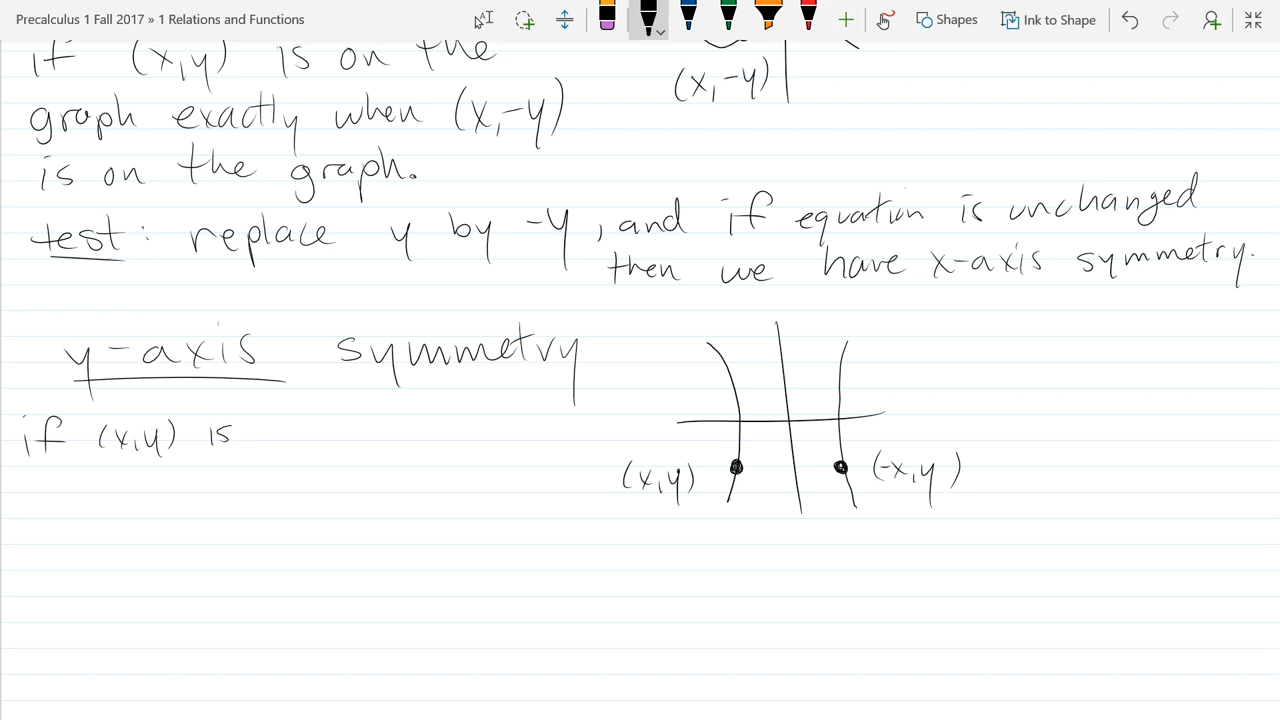 Precalculus 1 Fall 2017 » 1 Relations and Functions
Shapes
Ink to Shape
if (x,y) is on the
graph exactly when (x,-y)
is on the graph.
(x,-y)
test: replace y by -y, and if equation is unchanged
then we have x-axis symmetry.
y-axis symmetry
if (x,y) is
(x,y)
(-x,y)